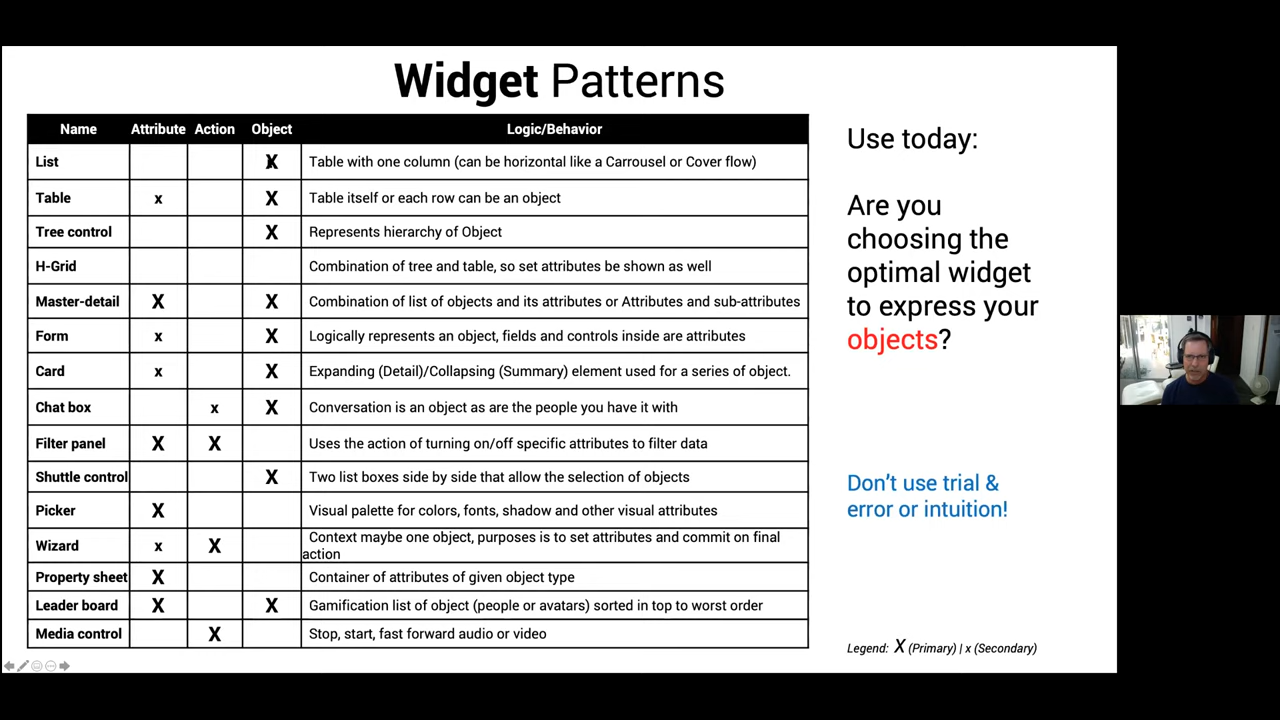 Widget Patterns
Name Attribute Action Object Logic/Behavior
List X Table with one column (can be horizontal like a Carrousel or Cover flow)
Table x X Table itself or each row can be an object
Tree control X Represents hierarchy of Object
H-Grid Combination of tree and table, so set attributes be shown as well
Master-detail X X Combination of list of objects and its attributes or Attributes and sub-attributes
Form x X Logically represents an object, fields and controls inside are attributes
Card x X Expanding (Detail)/Collapsing (Summary) element used for a series of object.
Chat box x X Conversation is an object as are the people you have it with
Filter panel X X Uses the action of turning on/off specific attributes to filter data
Shuttle control X Two list boxes side by side that allow the selection of objects
Picker X Visual palette for colors, fonts, shadow and other visual attributes
Wizard x X Context maybe one object, purposes is to set attributes and commit on final
action
Property sheet X Container of attributes of given object type
Leader board X X Gamification list of object (people or avatars) sorted in top to worst order
Media control X Stop, start, fast forward audio or video
Use today:
Are you
choosing the
optimal widget
to express your
objects?
Don't use trial &
error or intuition!
Legend: X (Primary) | x (Secondary)